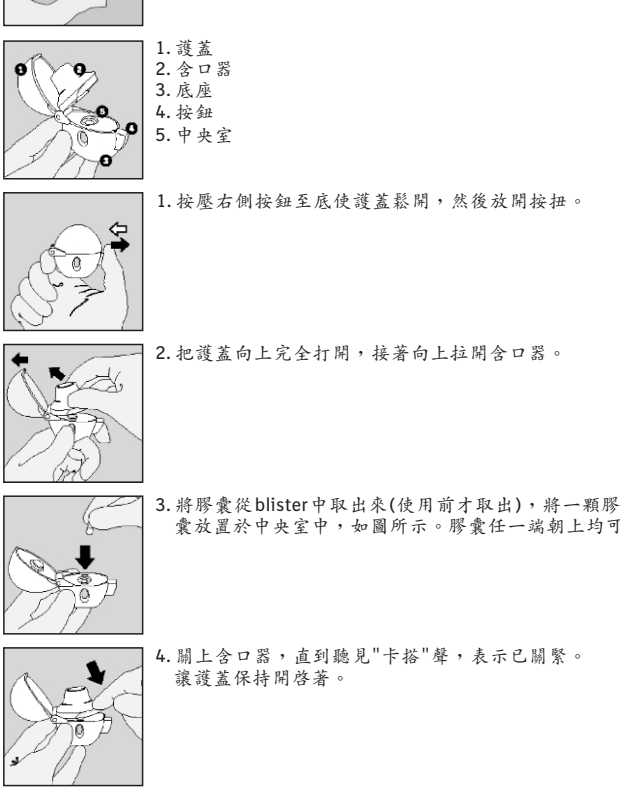 1. 護蓋
2. 含口器
3. 底座
4. 按鈕
5. 中央室
1
2
5
4
3
1. 按壓右側按鈕至底使護蓋鬆開，然後放開按扭。
2. 把護蓋向上完全打開，接著向上拉開含口器。
3. 將膠囊從blister中取出來(使用前才取出)，將一顆膠
囊放置於中央室中，如圖所示。膠囊任一端朝上均可
4. 關上含口器，直到聽見"卡搭"聲，表示已關緊。
讓護蓋保持開啓著。